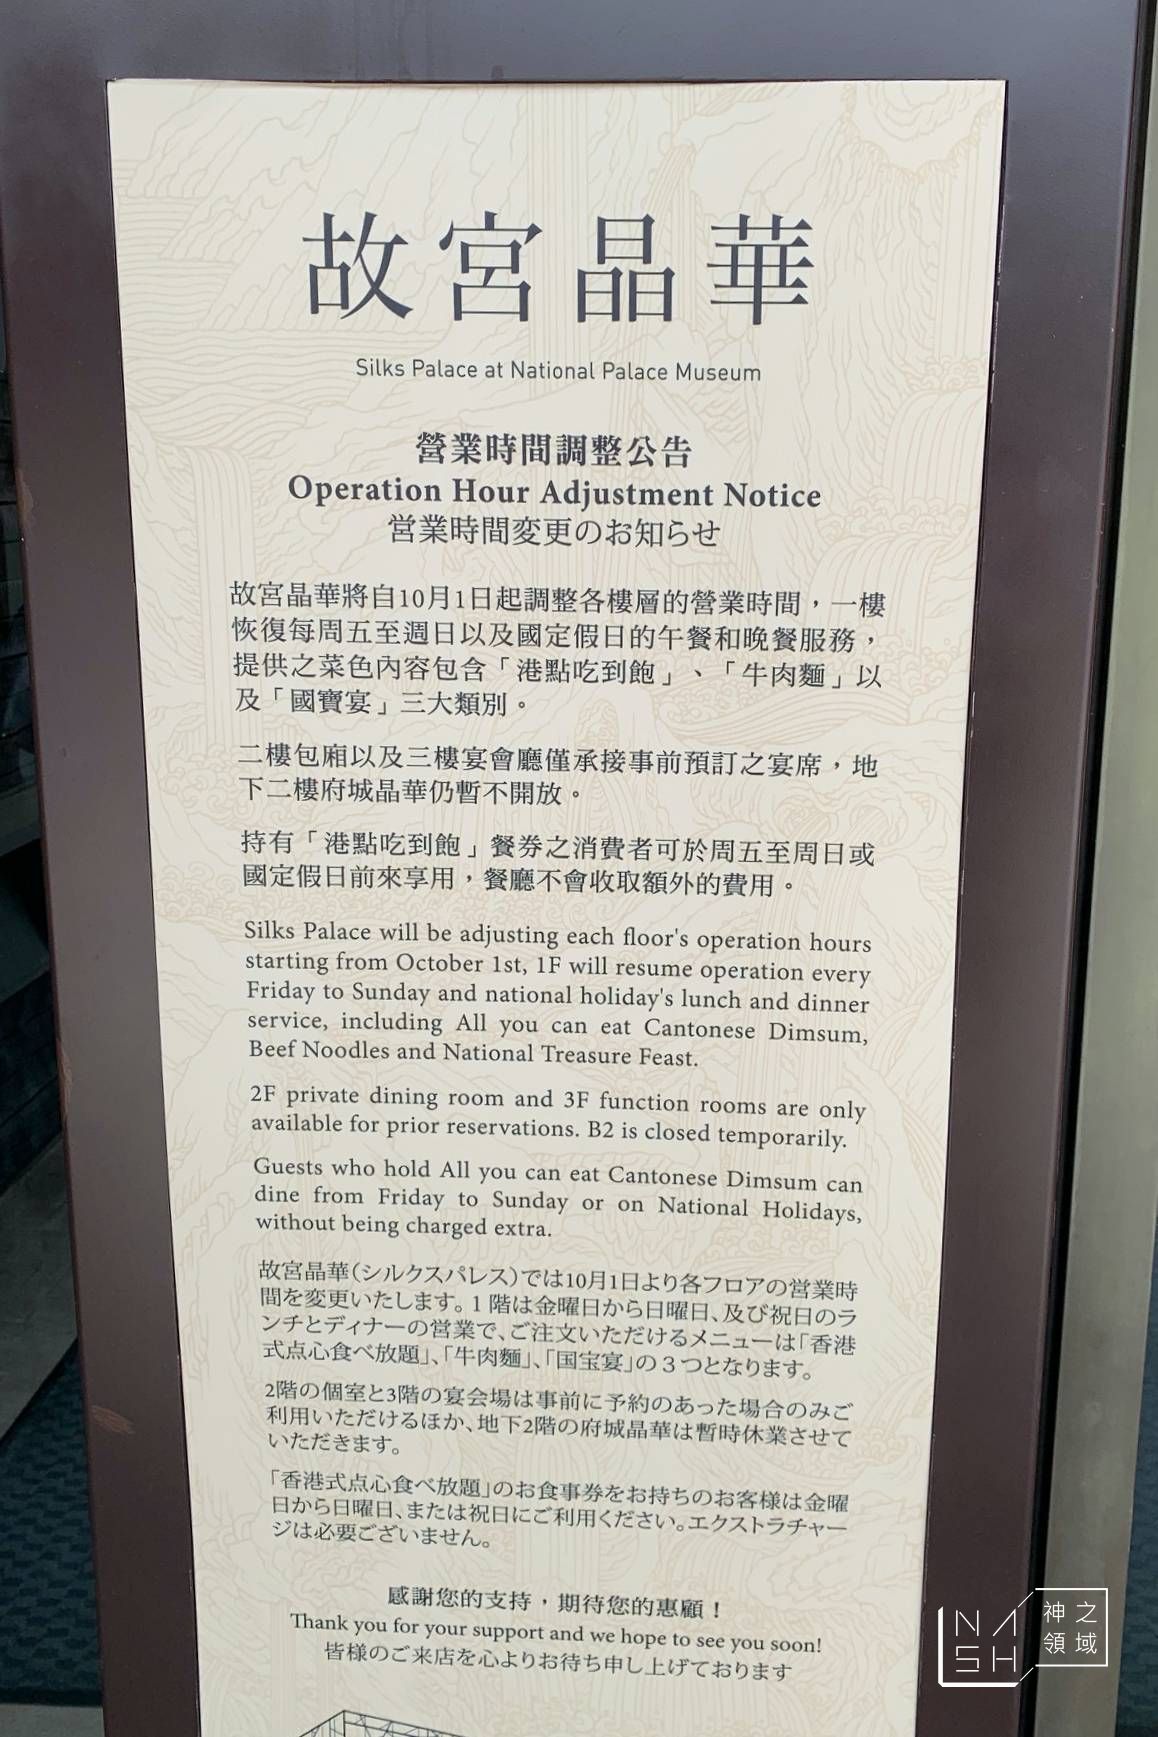 故宮晶華
Silks Palace at National Palace Museum
營業時間調整公告
Operation Hour Adjustment Notice
営業時間変更のお知らせ
故宮晶華將自10月1日起調整各樓層的營業時間，一樓
恢復每周五至週日以及國定假日的午餐和晚餐服務，
提供之菜色內容包含「港點吃到飽」、「牛肉麵」以
及「國寶宴」三大類別。
二樓包廂以及三樓宴會廳僅承接事前預訂之宴席，地
下二樓府城晶華仍暫不開放。
持有「港點吃到飽」餐券之消費者可於周五至周日或
國定假日前來享用，餐廳不會收取額外的費用。
Silks Palace will be adjusting each floor's operation hours
starting from October 1st, 1F will resume operation every
Friday to Sunday and national holiday's lunch and dinner
service, including All you can eat Cantonese Dimsum,
Beef Noodles and National Treasure Feast.
2F private dining room and 3F function rooms are only
available for prior reservations. B2 is closed temporarily.
Guests who hold All you can eat Cantonese Dimsum can
dine from Friday to Sunday or on National Holidays,
without being charged extra.
故宮晶華（シルクスパレス）では10月1日より各フロアの営業時
間を変更いたします。1階は金曜日から日曜日、及び祝日のラ
ンチとディナーの営業で、ご注文いただけるメニューは「香港
式点心食べ放題」、「牛肉麵」、「国宝宴」の３つとなります。
2階の個室と3階の宴会場は事前に予約のあった場合のみご
利用いただけるほか、地下2階の府城晶華は暫時休業させて
いただきます。
「香港式点心食べ放題」のお食事券をお持ちのお客様は金曜
日から日曜日、または祝日にご利用ください。エクストラチャー
ジは必要ございません。
感謝您的支持，期待您的惠顧！
Thank you for your support and we hope to see you soon!
皆様のご来店を心よりお待ち申し上げております
NASH
神之
領域